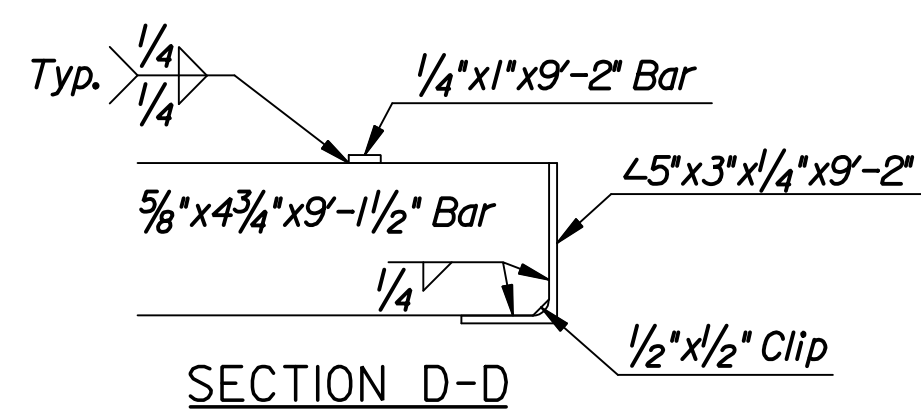 1/4
Typ.
1/4
1/4"x1"x9'-2" Bar
∠5"x3"x1/4"x9'-2"
5/8"x4 3/4"x9'-1 1/2" Bar
1/4
1/2"x1/2" Clip
SECTION D-D